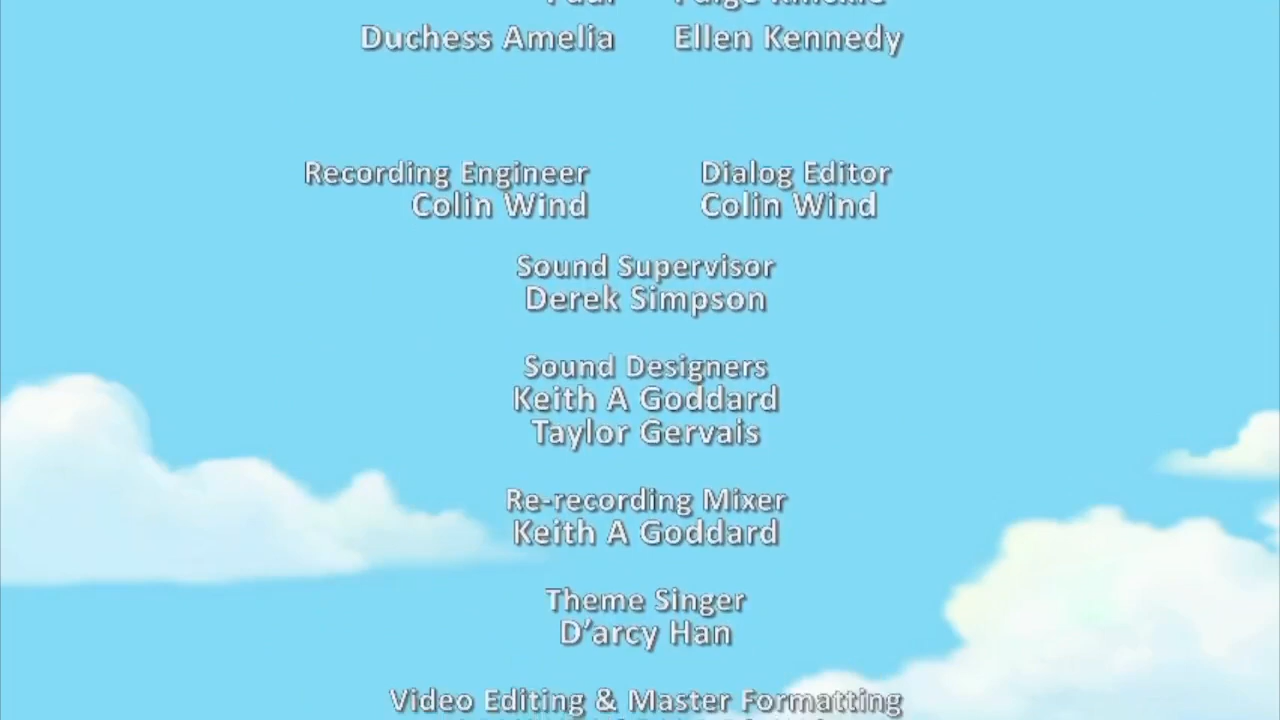 Duchess Amelia Ellen Kennedy
Recording Engineer Dialog Editor
Colin Wind Colin Wind
Sound Supervisor
Derek Simpson
Sound Designers
Keith A Goddard
Taylor Gervais
Re-recording Mixer
Keith A Goddard
Theme Singer
D’arcy Han
Video Editing & Master Formatting